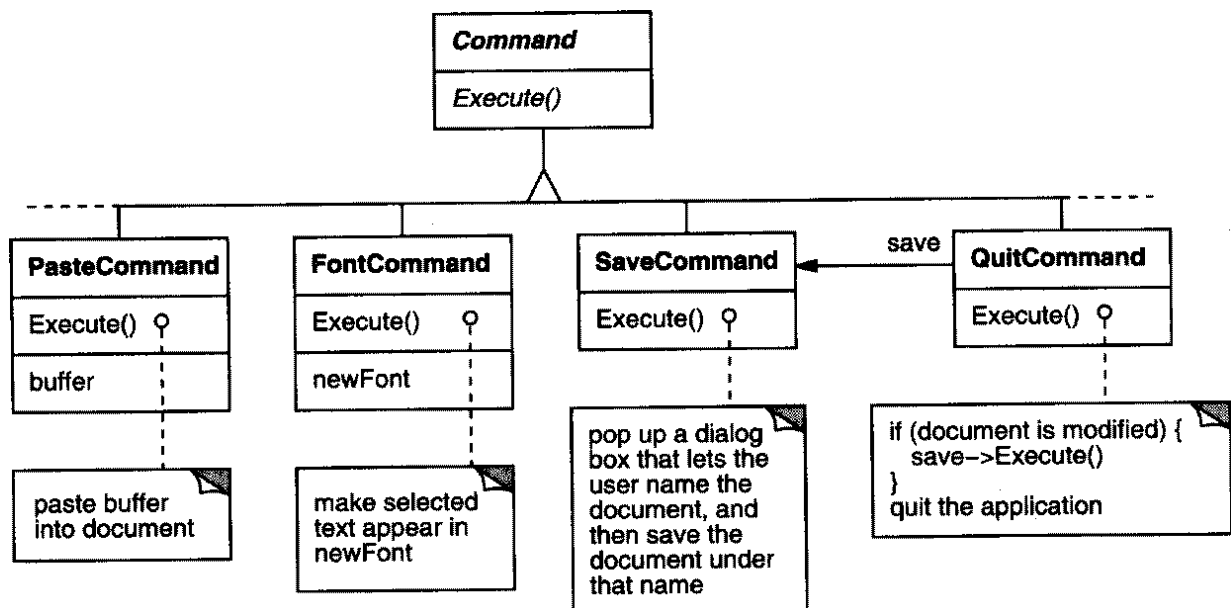 Command
Execute()
PasteCommand
Execute()
buffer
paste buffer
into document
FontCommand
Execute()
newFont
make selected
text appear in
newFont
SaveCommand
Execute()
pop up a dialog
box that lets the
user name the
document, and
then save the
document under
that name
save
QuitCommand
Execute()
if (document is modified) {
save->Execute()
}
quit the application